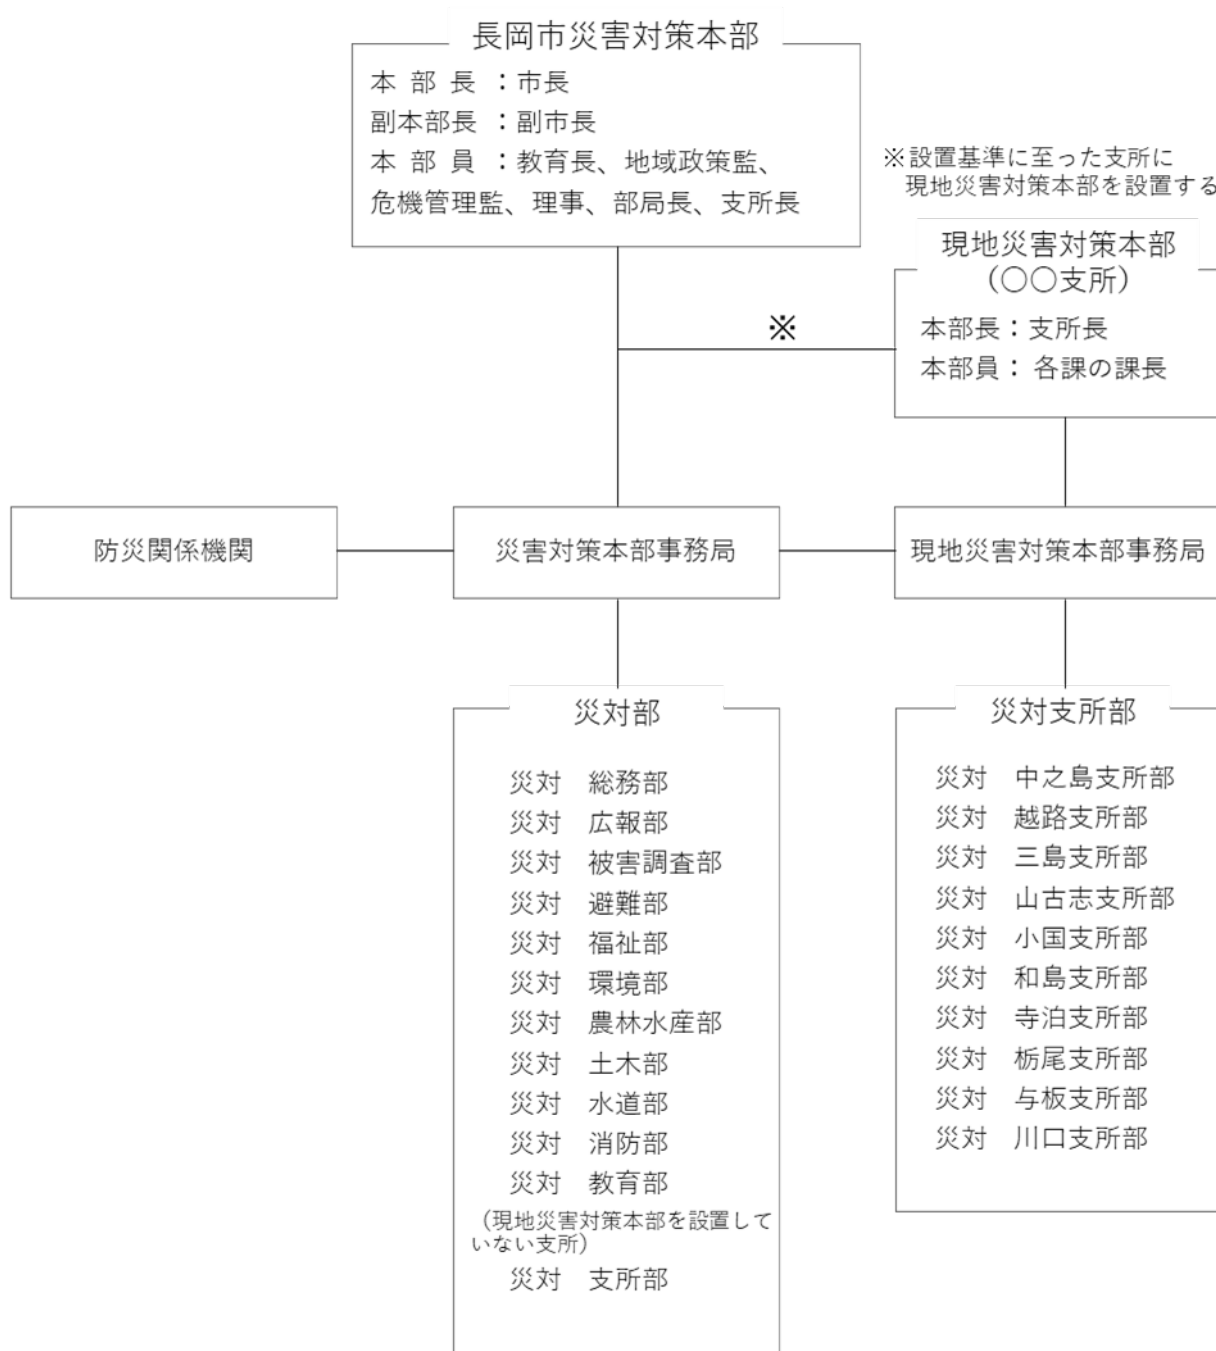 長岡市災害対策本部
本 部 長 ：市長
副本部長 ：副市長
本 部 員 ：教育長、地域政策監、
危機管理監、理事、部局長、支所長
※設置基準に至った支所に
現地災害対策本部を設置する
現地災害対策本部
（○○支所）
本部長：支所長
本部員： 各課の課長
※
防災関係機関
災害対策本部事務局
現地災害対策本部事務局
災対部
災対 総務部
災対 広報部
災対 被害調査部
災対 避難部
災対 福祉部
災対 環境部
災対 農林水産部
災対 土木部
災対 水道部
災対 消防部
災対 教育部
（現地災害対策本部を設置して
いない支所）
災対 支所部
災対支所部
災対 中之島支所部
災対 越路支所部
災対 三島支所部
災対 山古志支所部
災対 小国支所部
災対 和島支所部
災対 寺泊支所部
災対 栃尾支所部
災対 与板支所部
災対 川口支所部